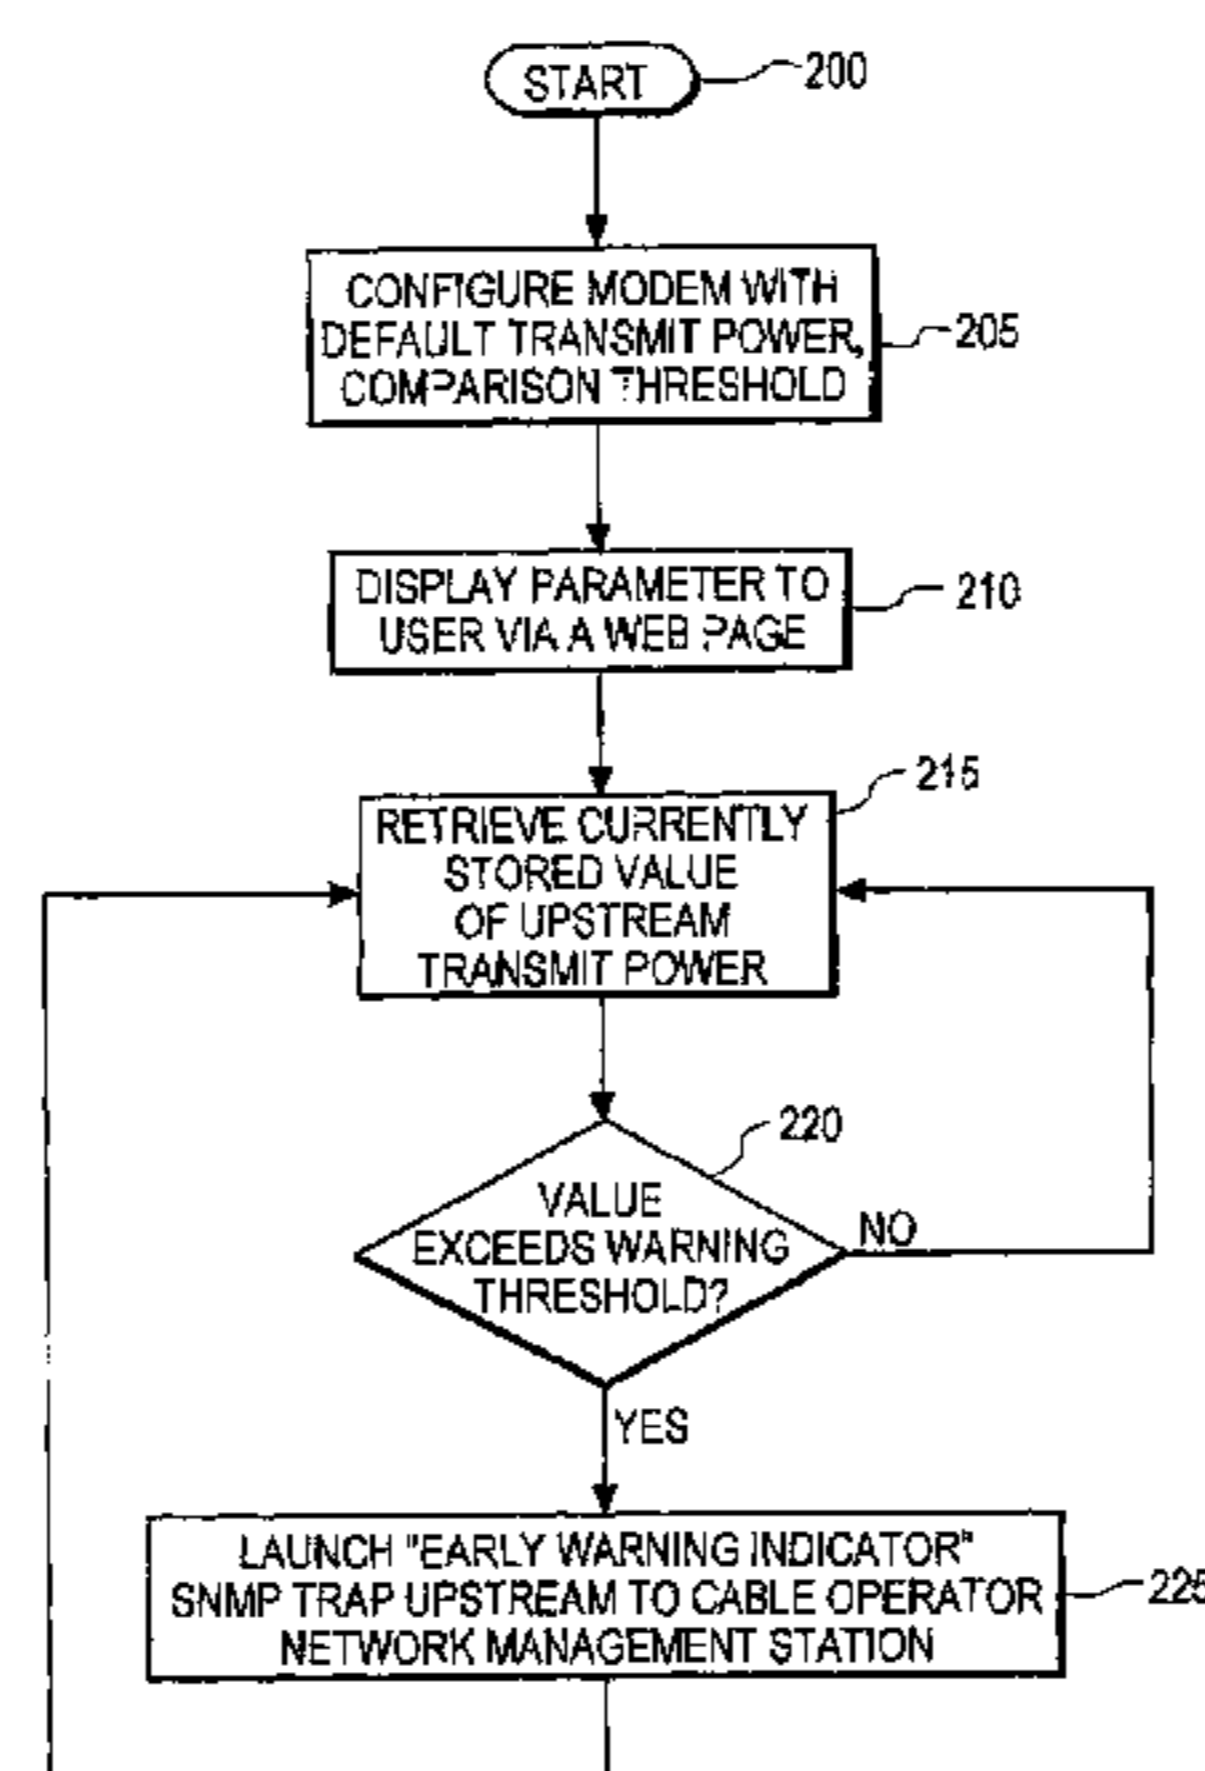 START
200
CONFIGURE MODEM WITH
DEFAULT TRANSMIT POWER,
COMPARISON THRESHOLD
205
DISPLAY PARAMETER TO
USER VIA A WEB PAGE
210
215
RETRIEVE CURRENTLY
STORED VALUE
OF UPSTREAM
TRANSMIT POWER
220
VALUE
EXCEEDS WARNING
THRESHOLD?
NO
YES
LAUNCH "EARLY WARNING INDICATOR"
SNMP TRAP UPSTREAM TO CABLE OPERATOR
NETWORK MANAGEMENT STATION
225